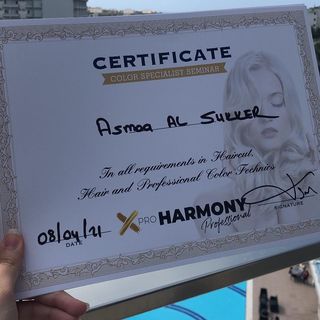 CERTIFICATE
COLOR SPECIALIST SEMINAR
Asmaa AL SukkER
In all requirements in Haircut,
Hair and Professional Color Technics
08/04/21
DATE
PRO HARMONY
Professional
SIGNATURE